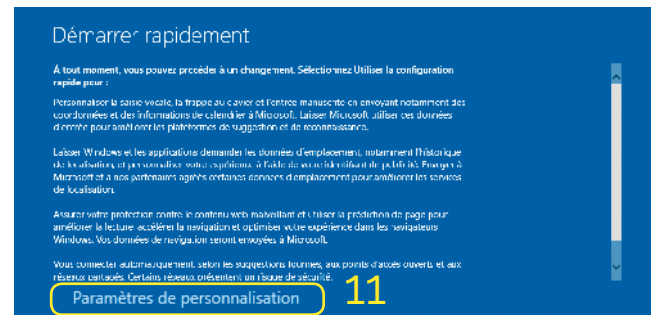 Démarrer rapidement
À tout moment, vous pouvez procéder à un changement. Sélectionnez Utiliser la configuration
rapide pour :
Personnaliser la saisie vocale, la frappe au clavier et l'entrée manuscrite en envoyant notamment des
coordonnées et des informations de calendrier à Microsoft. Laisser Microsoft utiliser ces données
d'entrée pour améliorer les plateformes de suggestion et de reconnaissance.
Laisser Windows et les applications demander les données d'emplacement, notamment l'historique
de localisation, et personnaliser votre expérience à l'aide de votre identifiant de publicité. Envoyer à
Microsoft et à nos partenaires agréés certaines données d'emplacement pour améliorer les services
de localisation.
Assurer votre protection contre le contenu web malveillant et utiliser la prédiction de page pour
améliorer la lecture, accélérer la navigation et optimiser votre expérience dans les navigateurs
Windows. Vos données de navigation seront envoyées à Microsoft.
Vous connecter automatiquement, selon les suggestions fournies, aux points d'accès ouverts et aux
réseaux partagés. Certains réseaux présentent un risque de sécurité.
Paramètres de personnalisation 11